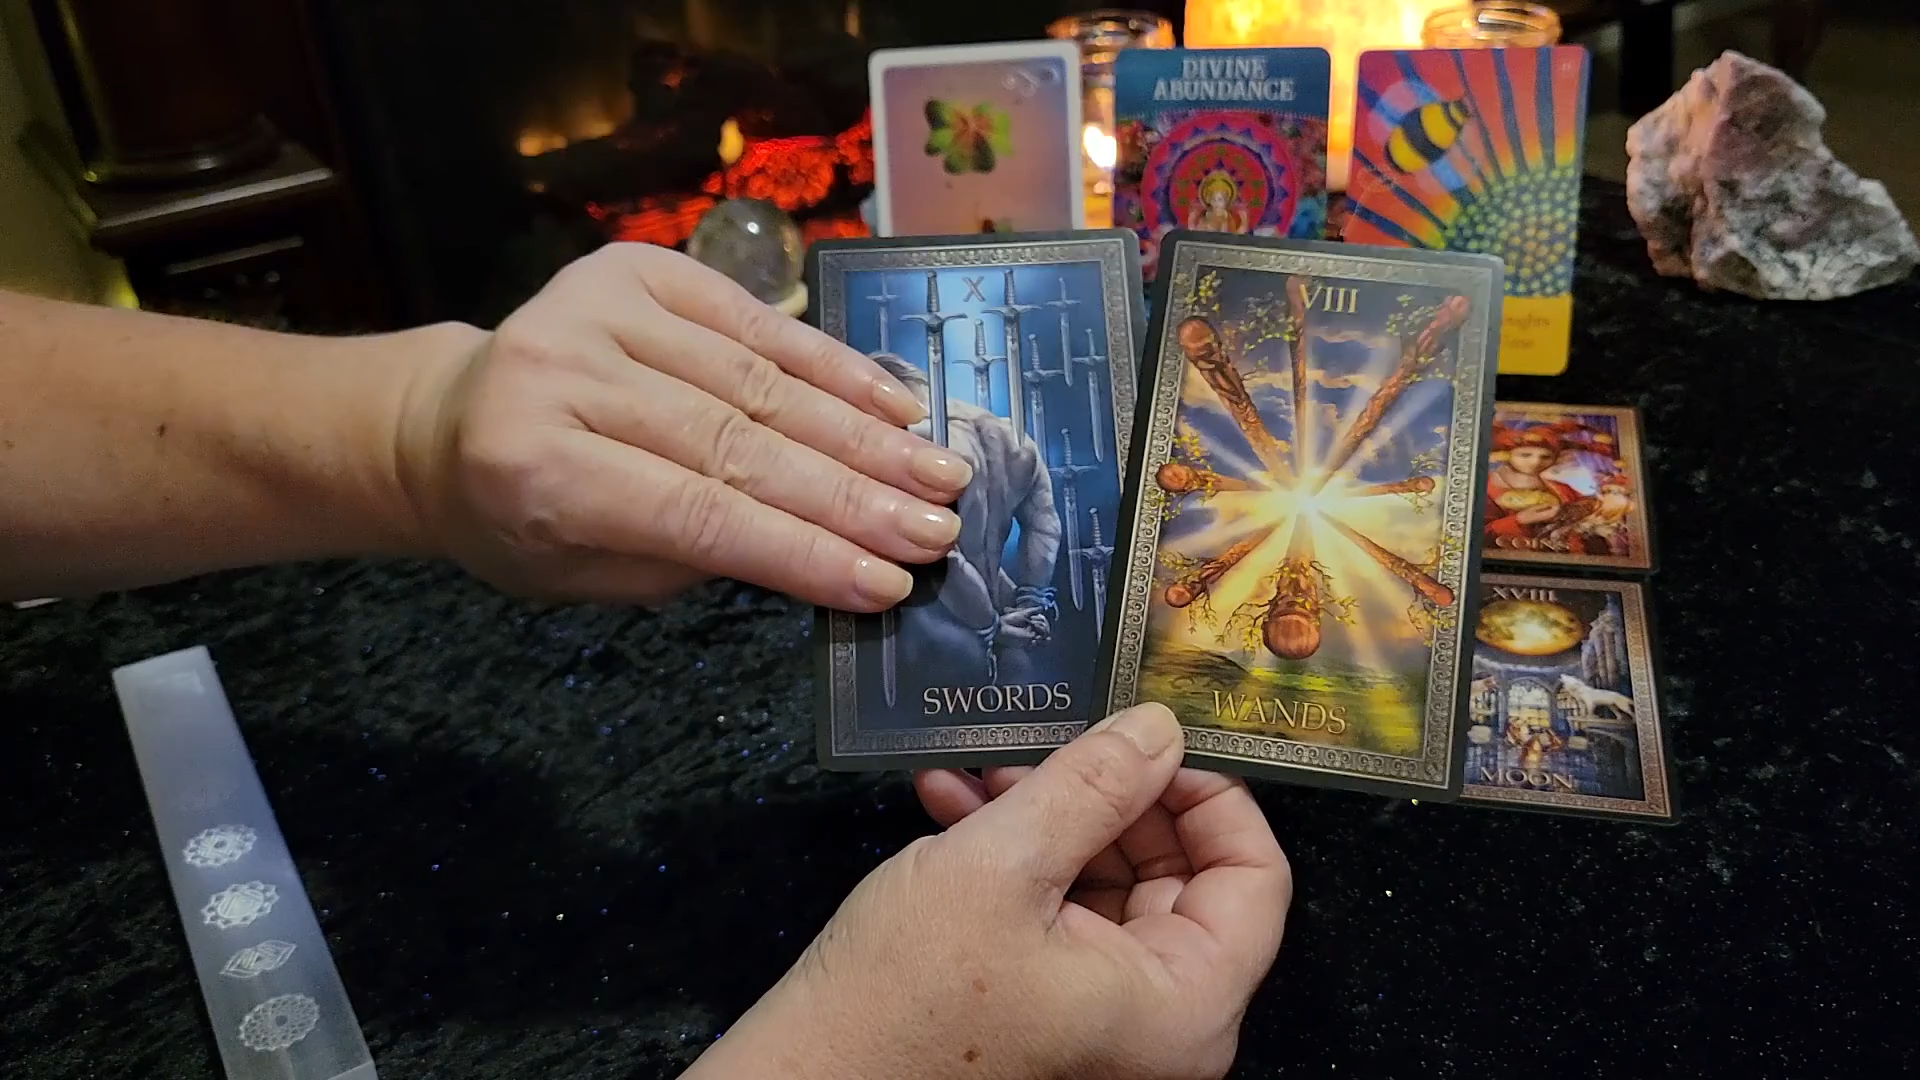 DIVINE
ABUNDANCE
X
SWORDS
VIII
WANDS
COINS
XVIII
MOON